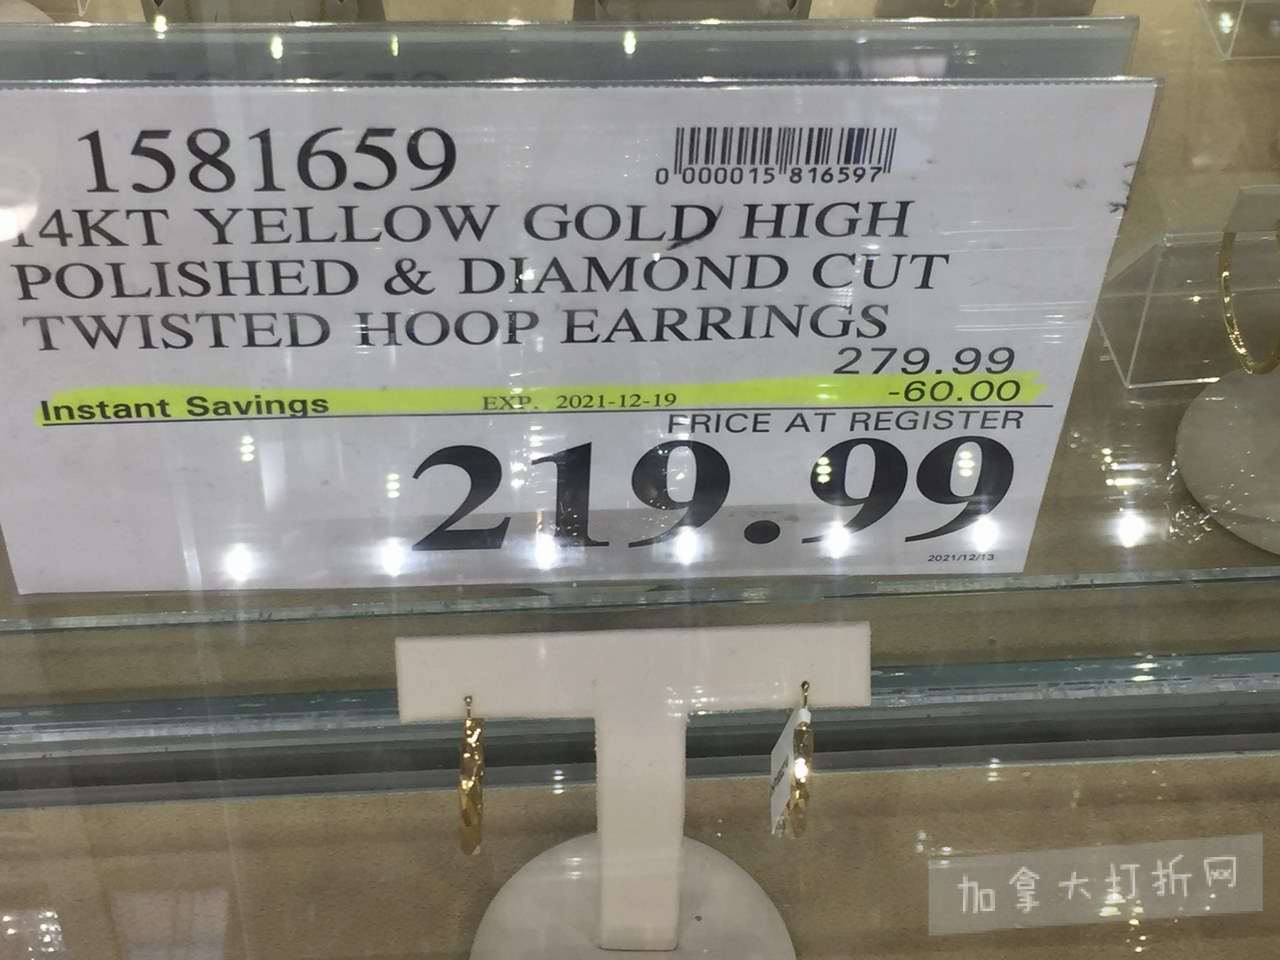 1581659
0 000015 816597
14KT YELLOW GOLD HIGH
POLISHED & DIAMOND CUT
TWISTED HOOP EARRINGS
279.99
Instant Savings EXP. 2021-12-19 -60.00
PRICE AT REGISTER
219.99
2021/12/13
加拿大打折网